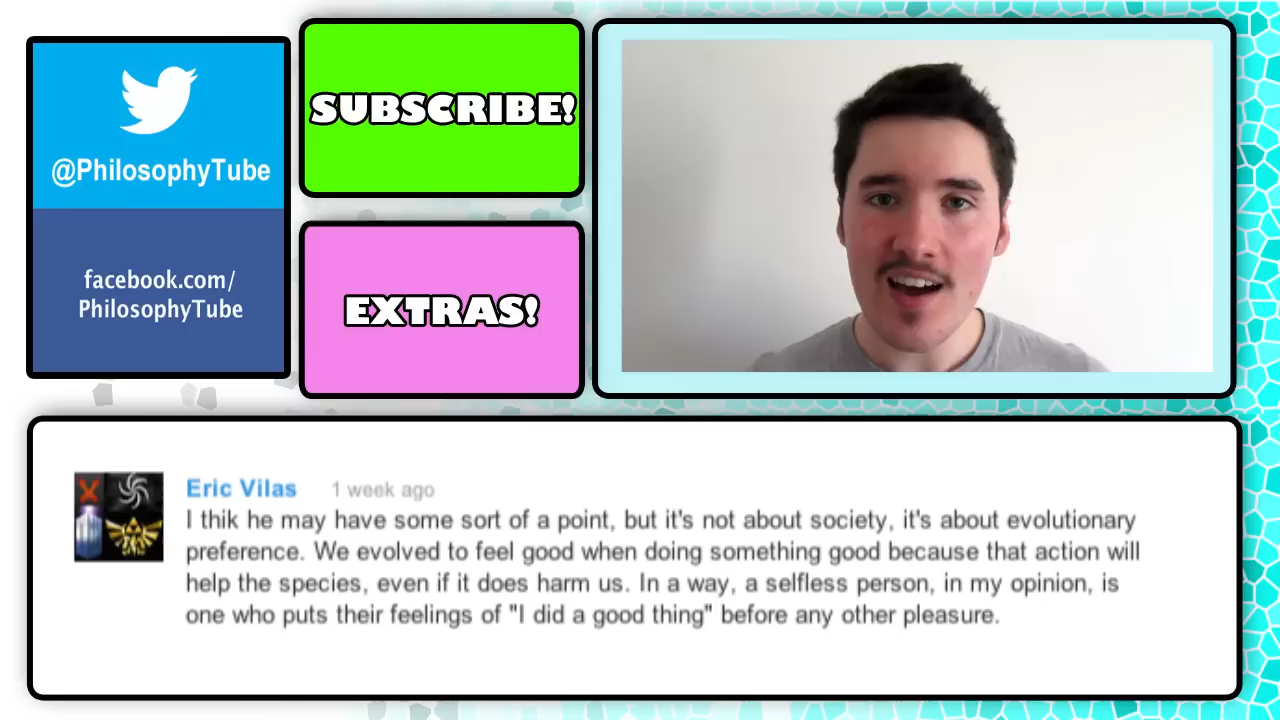 @PhilosophyTube
facebook.com/
PhilosophyTube
SUBSCRIBE!
EXTRAS!
Eric Vilas 1 week ago
I thik he may have some sort of a point, but it's not about society, it's about evolutionary
preference. We evolved to feel good when doing something good because that action will
help the species, even if it does harm us. In a way, a selfless person, in my opinion, is
one who puts their feelings of "I did a good thing" before any other pleasure.